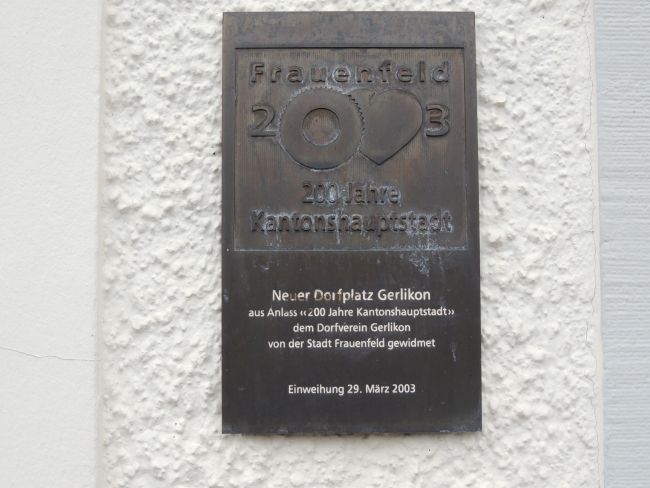 Frauenfeld
2003
200 Jahre
Kantonshauptstadt
Neuer Dorfplatz Gerlikon
aus Anlass «200 Jahre Kantonshauptstadt»
dem Dorfverein Gerlikon
von der Stadt Frauenfeld gewidmet
Einweihung 29. März 2003